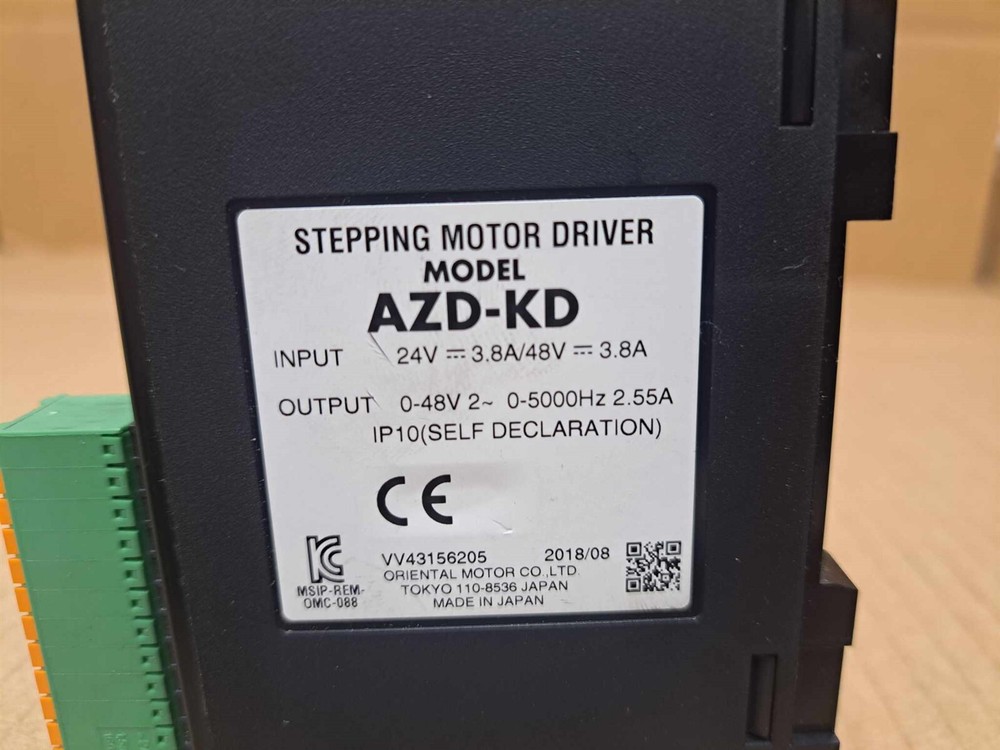 STEPPING MOTOR DRIVER
MODEL
AZD-KD
INPUT 24V ⎓ 3.8A/48V ⎓ 3.8A
OUTPUT 0-48V 2~ 0-5000Hz 2.55A
IP10(SELF DECLARATION)
CE
KC
MSIP-REM-
OMC-088
VV43156205 2018/08
ORIENTAL MOTOR CO.,LTD.
TOKYO 110-8536 JAPAN
MADE IN JAPAN